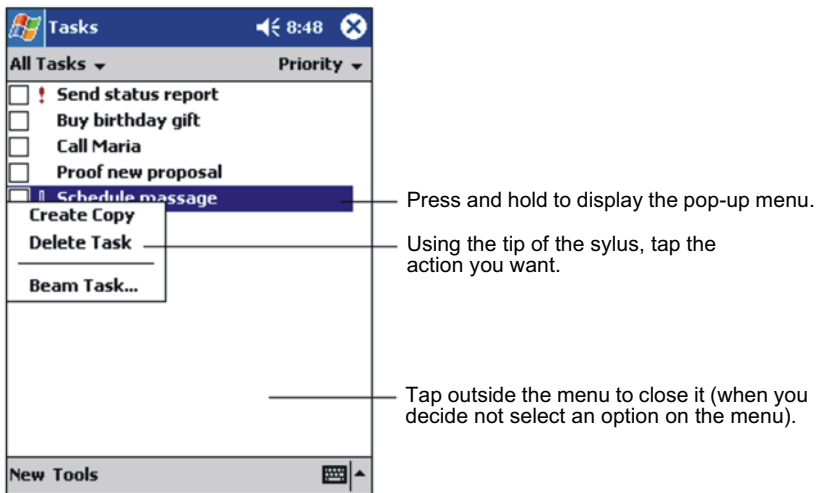 Tasks 8:48
All Tasks Priority
! Send status report
Buy birthday gift
Call Maria
Proof new proposal
Schedule massage
Create Copy
Delete Task
Beam Task...
New Tools
Press and hold to display the pop-up menu.
Using the tip of the sylus, tap the
action you want.
Tap outside the menu to close it (when you
decide not select an option on the menu).